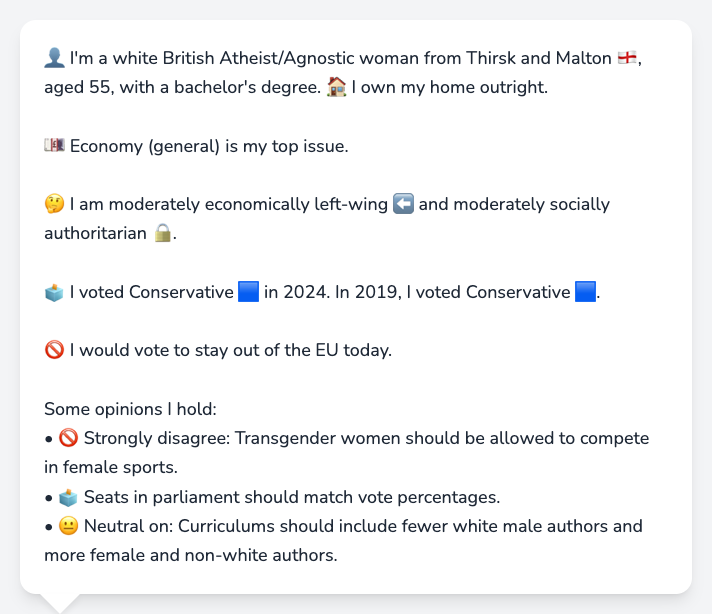 👤 I'm a white British Atheist/Agnostic woman from Thirsk and Malton 🏴󠁧󠁢󠁥󠁮󠁧󠁿,
aged 55, with a bachelor's degree. 🏠 I own my home outright.
💷 Economy (general) is my top issue.
🤔 I am moderately economically left-wing ⬅️ and moderately socially
authoritarian 🔒.
🗳️ I voted Conservative 🟦 in 2024. In 2019, I voted Conservative 🟦.
🚫 I would vote to stay out of the EU today.
Some opinions I hold:
• 🚫 Strongly disagree: Transgender women should be allowed to compete
in female sports.
• 🗳️ Seats in parliament should match vote percentages.
• 😐 Neutral on: Curriculums should include fewer white male authors and
more female and non-white authors.